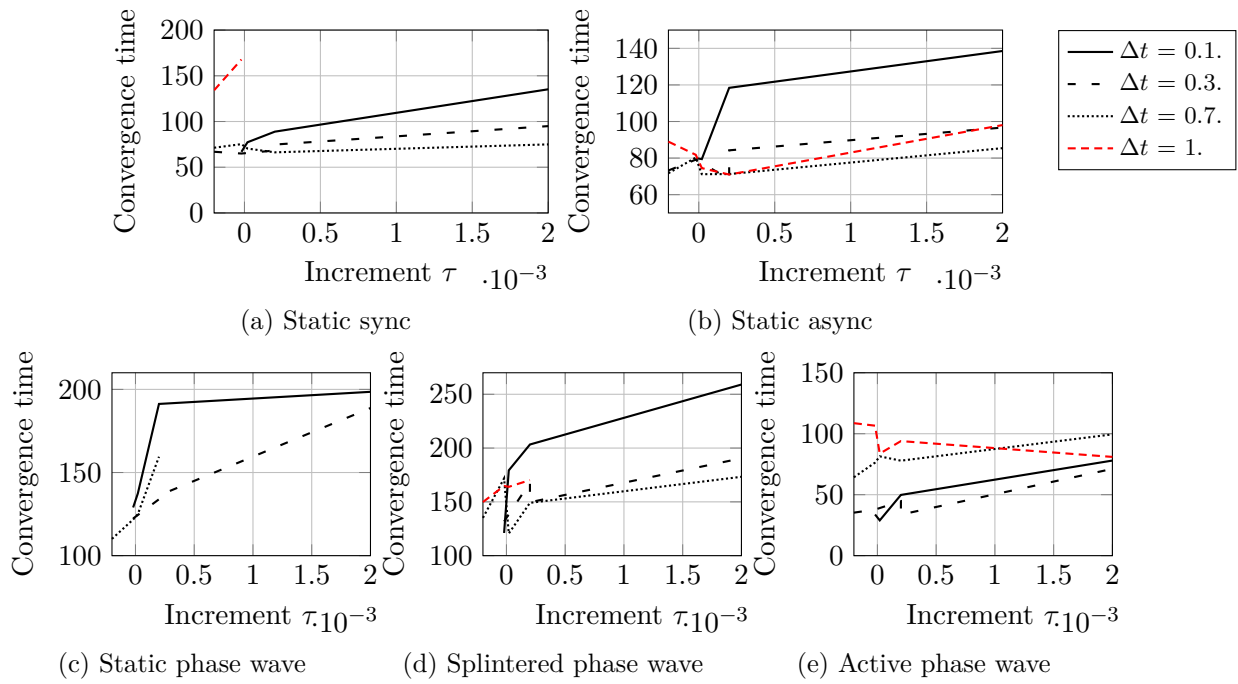 200
150
100
50
0
Convergence time
0 0.5 1 1.5 2
Increment τ ·10⁻³
(a) Static sync
140
120
100
80
60
Convergence time
0 0.5 1 1.5 2
Increment τ ·10⁻³
(b) Static async
Δt = 0.1.
Δt = 0.3.
Δt = 0.7.
Δt = 1.
200
150
100
Convergence time
0 0.5 1 1.5 2
Increment τ ·10⁻³
(c) Static phase wave
250
200
150
100
Convergence time
0 0.5 1 1.5 2
Increment τ ·10⁻³
(d) Splintered phase wave
150
100
50
0
Convergence time
0 0.5 1 1.5 2
Increment τ ·10⁻³
(e) Active phase wave